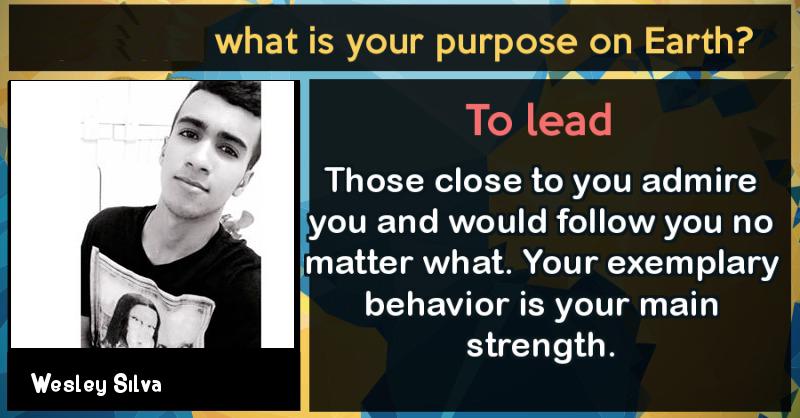 what is your purpose on Earth?
To lead
Those close to you admire
you and would follow you no
matter what. Your exemplary
behavior is your main
strength.
Wesley Silva